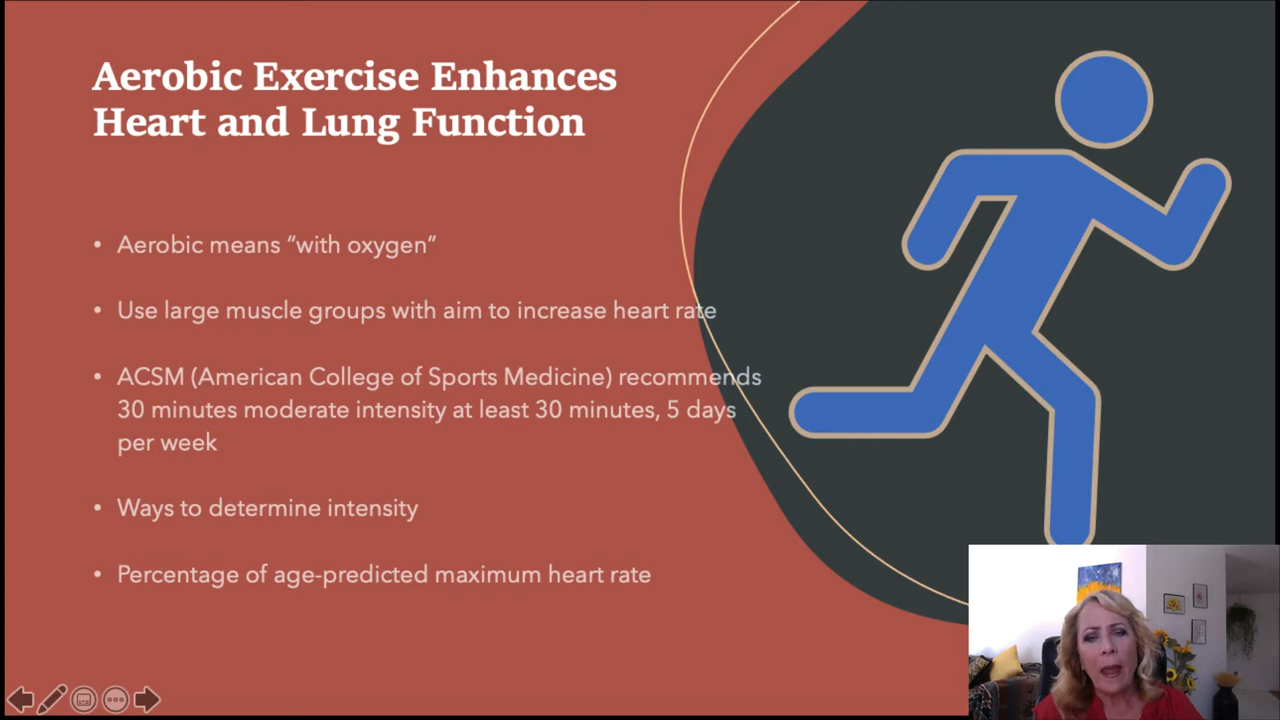 Aerobic Exercise Enhances
Heart and Lung Function
• Aerobic means “with oxygen”
• Use large muscle groups with aim to increase heart rate
• ACSM (American College of Sports Medicine) recommends
30 minutes moderate intensity at least 30 minutes, 5 days
per week
• Ways to determine intensity
• Percentage of age-predicted maximum heart rate